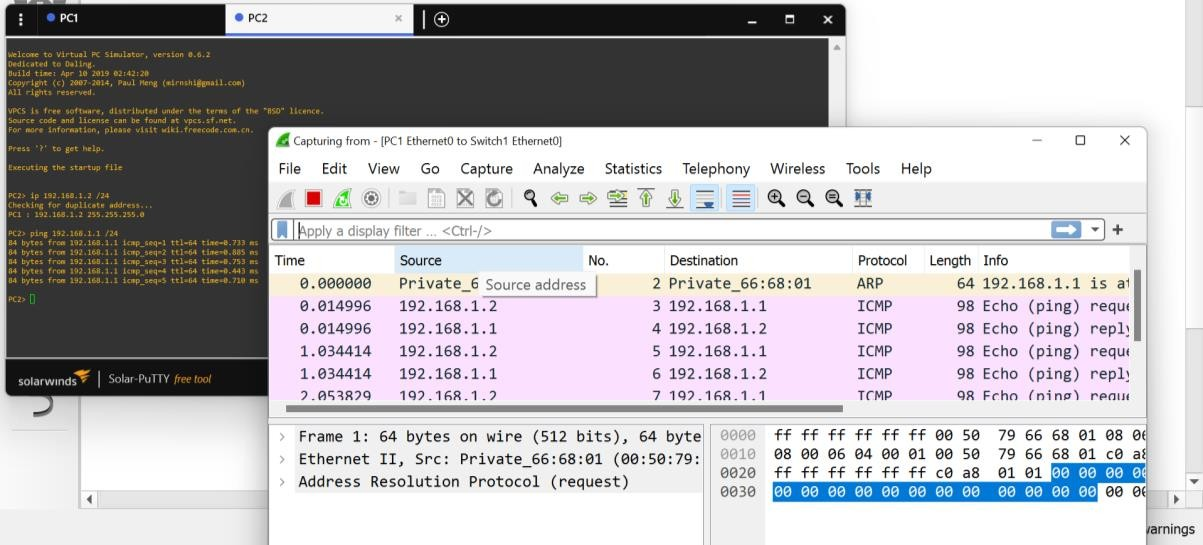 PC1
PC2
Welcome to Virtual PC Simulator, version 0.6.2
Dedicated to Daling.
Build time: Apr 10 2019 02:42:20
Copyright (c) 2007-2014, Paul Meng (mirnshi@gmail.com)
All rights reserved.
VPCS is free software, distributed under the terms of the "BSD" licence.
Source code and license can be found at vpcs.sf.net.
For more information, please visit wiki.freecode.com.cn.
Press '?' to get help.
Executing the startup file
PC2> ip 192.168.1.2 /24
Checking for duplicate address...
PC1 : 192.168.1.2 255.255.255.0
PC2> ping 192.168.1.1 /24
84 bytes from 192.168.1.1 icmp_seq=1 ttl=64 time=0.733 ms
84 bytes from 192.168.1.1 icmp_seq=2 ttl=64 time=0.885 ms
84 bytes from 192.168.1.1 icmp_seq=3 ttl=64 time=0.753 ms
84 bytes from 192.168.1.1 icmp_seq=4 ttl=64 time=0.443 ms
84 bytes from 192.168.1.1 icmp_seq=5 ttl=64 time=0.710 ms
PC2>
solarwinds Solar-PuTTY free tool
Capturing from - [PC1 Ethernet0 to Switch1 Ethernet0]
File Edit View Go Capture Analyze Statistics Telephony Wireless Tools Help
Apply a display filter ... <Ctrl-/>
Time Source No. Destination Protocol Length Info
0.000000 Private_6 2 Private_66:68:01 ARP 64 192.168.1.1 is at
Source address
0.014996 192.168.1.2 3 192.168.1.1 ICMP 98 Echo (ping) reque
0.014996 192.168.1.1 4 192.168.1.2 ICMP 98 Echo (ping) reply
1.034414 192.168.1.2 5 192.168.1.1 ICMP 98 Echo (ping) reque
1.034414 192.168.1.1 6 192.168.1.2 ICMP 98 Echo (ping) reply
2.053829 192.168.1.2 7 192.168.1.1 ICMP 98 Echo (ping) reque
Frame 1: 64 bytes on wire (512 bits), 64 byte
Ethernet II, Src: Private_66:68:01 (00:50:79:
Address Resolution Protocol (request)
0000 ff ff ff ff ff ff 00 50 79 66 68 01 08 06
0010 08 00 06 04 00 01 00 50 79 66 68 01 c0 a8
0020 ff ff ff ff ff ff c0 a8 01 01 00 00 00 00
0030 00 00 00 00 00 00 00 00 00 00 00 00 00 00
arnings